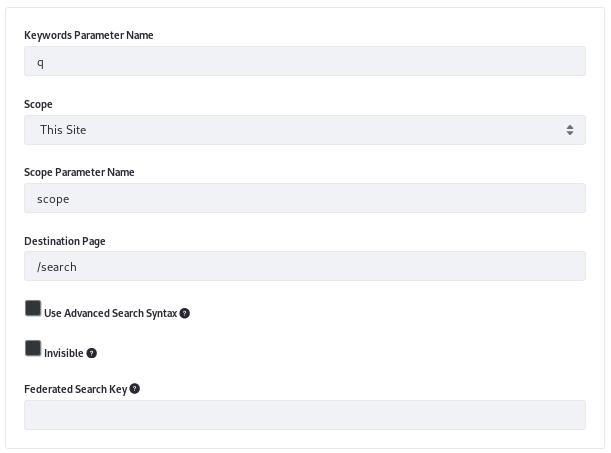 Keywords Parameter Name
q
Scope
This Site
Scope Parameter Name
scope
Destination Page
/search
Use Advanced Search Syntax ?
Invisible ?
Federated Search Key ?